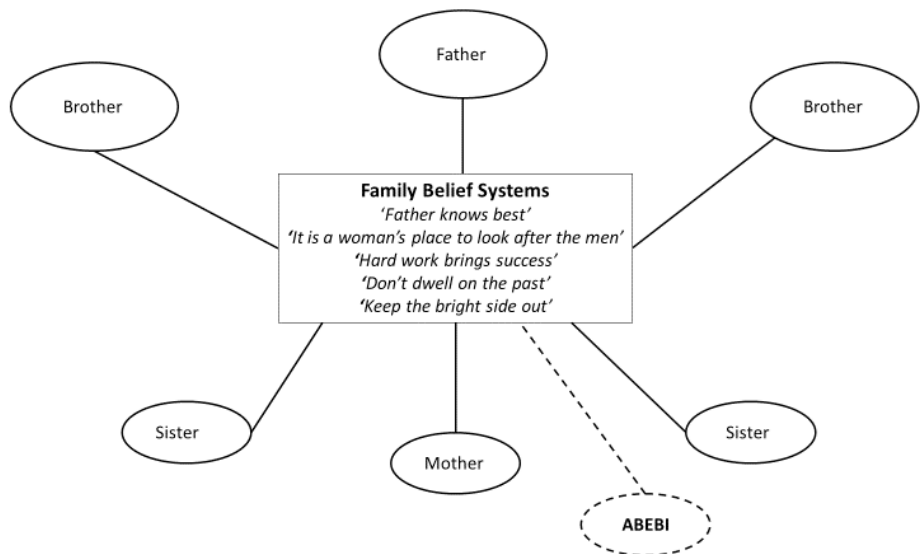 Father
Brother
Brother
Family Belief Systems
‘Father knows best’
‘It is a woman’s place to look after the men’
‘Hard work brings success’
‘Don’t dwell on the past’
‘Keep the bright side out’
Sister
Mother
Sister
ABEBI